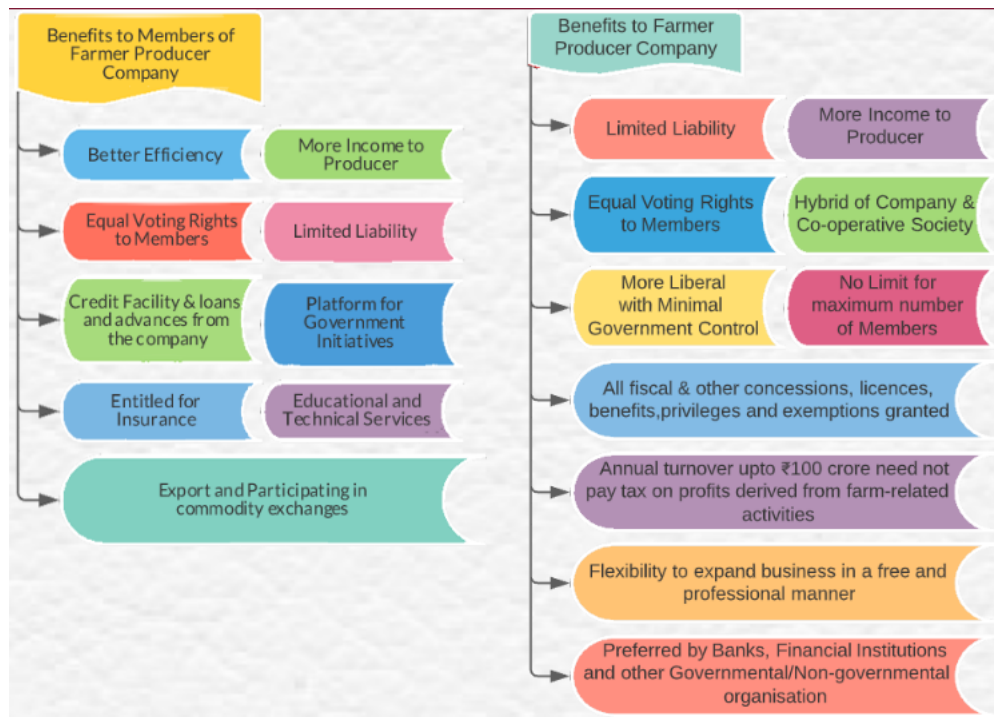 Benefits to Members of
Farmer Producer
Company
Better Efficiency
More Income to
Producer
Equal Voting Rights
to Members
Limited Liability
Credit Facility & loans
and advances from
the company
Platform for
Government
Initiatives
Entitled for
Insurance
Educational and
Technical Services
Export and Participating in
commodity exchanges
Benefits to Farmer
Producer Company
Limited Liability
More Income to
Producer
Equal Voting Rights
to Members
Hybrid of Company &
Co-operative Society
More Liberal
with Minimal
Government Control
No Limit for
maximum number
of Members
All fiscal & other concessions, licences,
benefits,privileges and exemptions granted
Annual turnover upto ₹100 crore need not
pay tax on profits derived from farm-related
activities
Flexibility to expand business in a free and
professional manner
Preferred by Banks, Financial Institutions
and other Governmental/Non-governmental
organisation